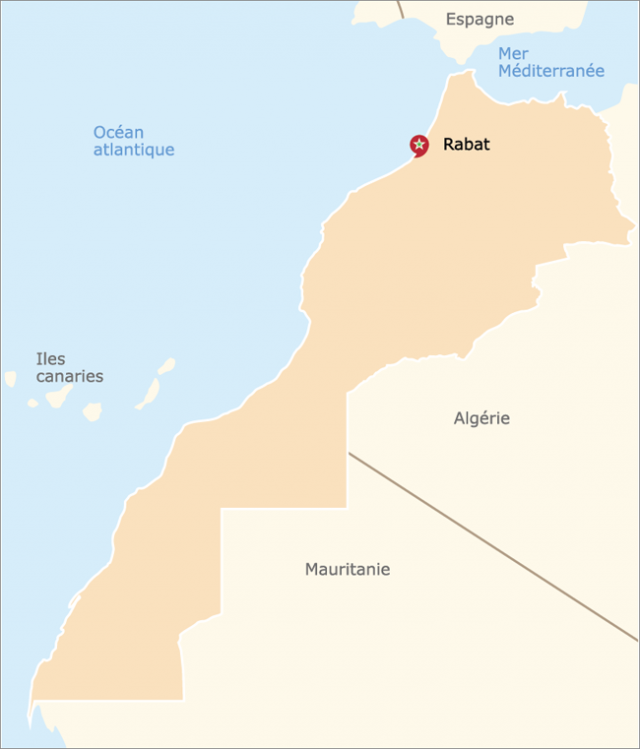 Espagne
Mer
Méditerranée
Océan
atlantique
Rabat
Iles
canaries
Algérie
Mauritanie